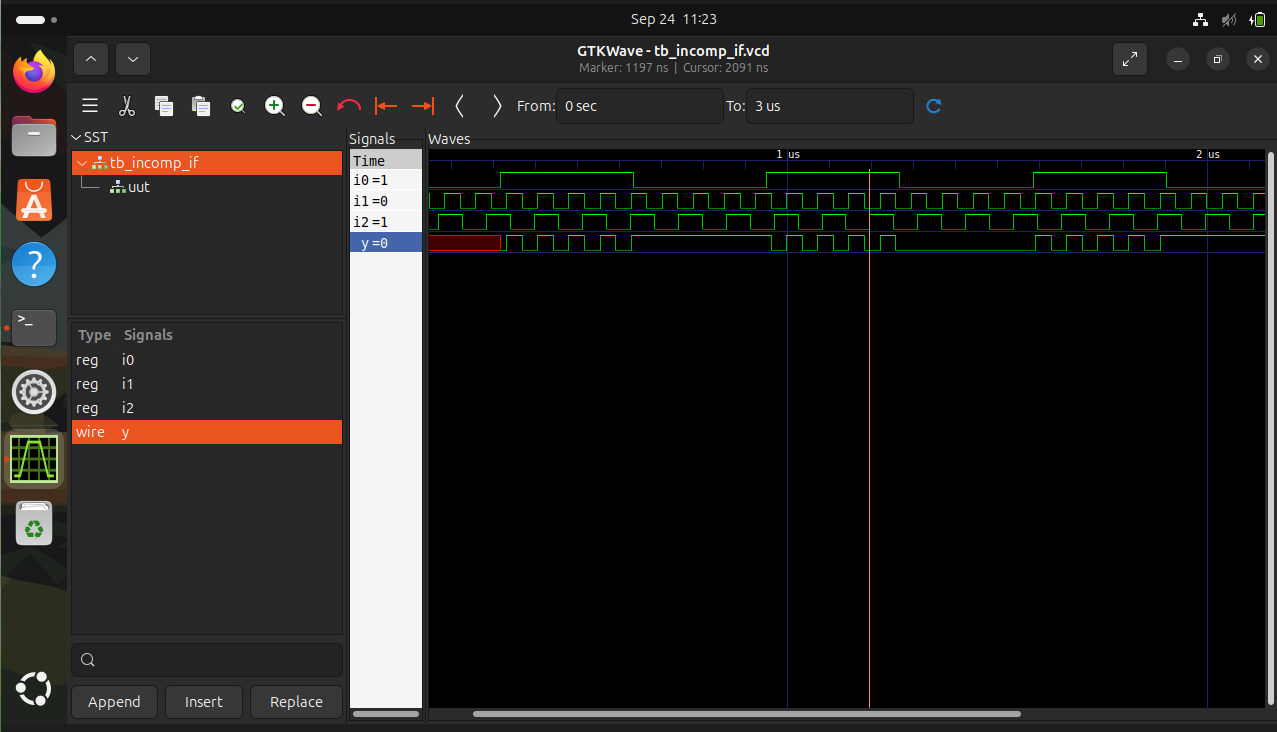 Sep 24 11:23
GTKWave - tb_incomp_if.vcd
Marker: 1197 ns | Cursor: 2091 ns
From: 0 sec To: 3 us
SST
tb_incomp_if
uut
Type Signals
reg i0
reg i1
reg i2
wire y
Append Insert Replace
Signals
Time
i0=1
i1=0
i2=1
y=0
Waves
1 us 2 us
A
?
>_